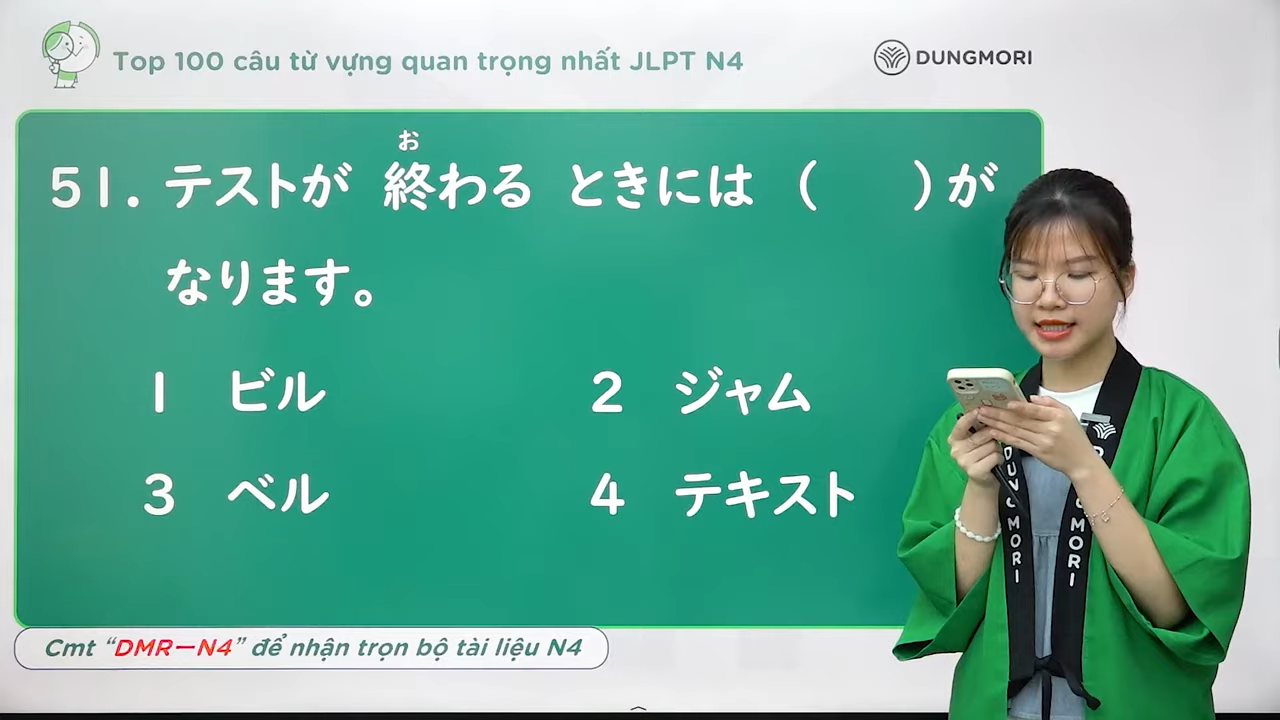 Top 100 câu từ vựng quan trọng nhất JLPT N4
DUNGMORI
お
51. テストが 終わる ときには ( )が
なります。
1 ビル 2 ジャム
3 ベル 4 テキスト
Cmt “DMR－N4” để nhận trọn bộ tài liệu N4
MORI
MORI